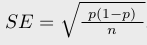 SE = √(p(1−p)/n)